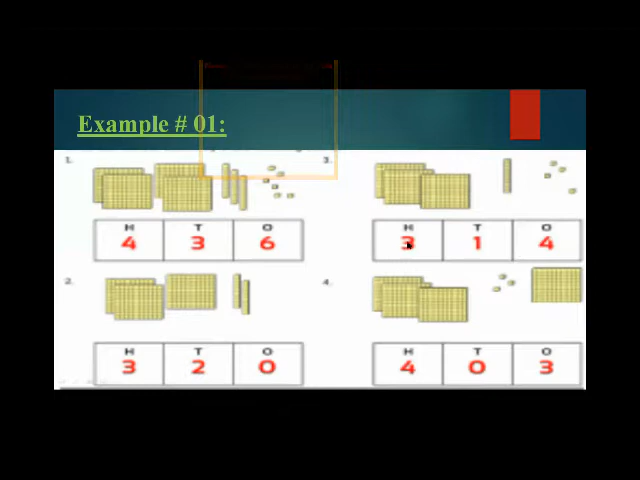 Example # 01:
1.
H T O
4 3 6
3.
H T O
3 1 4
2.
H T O
3 2 0
4.
H T O
4 0 3